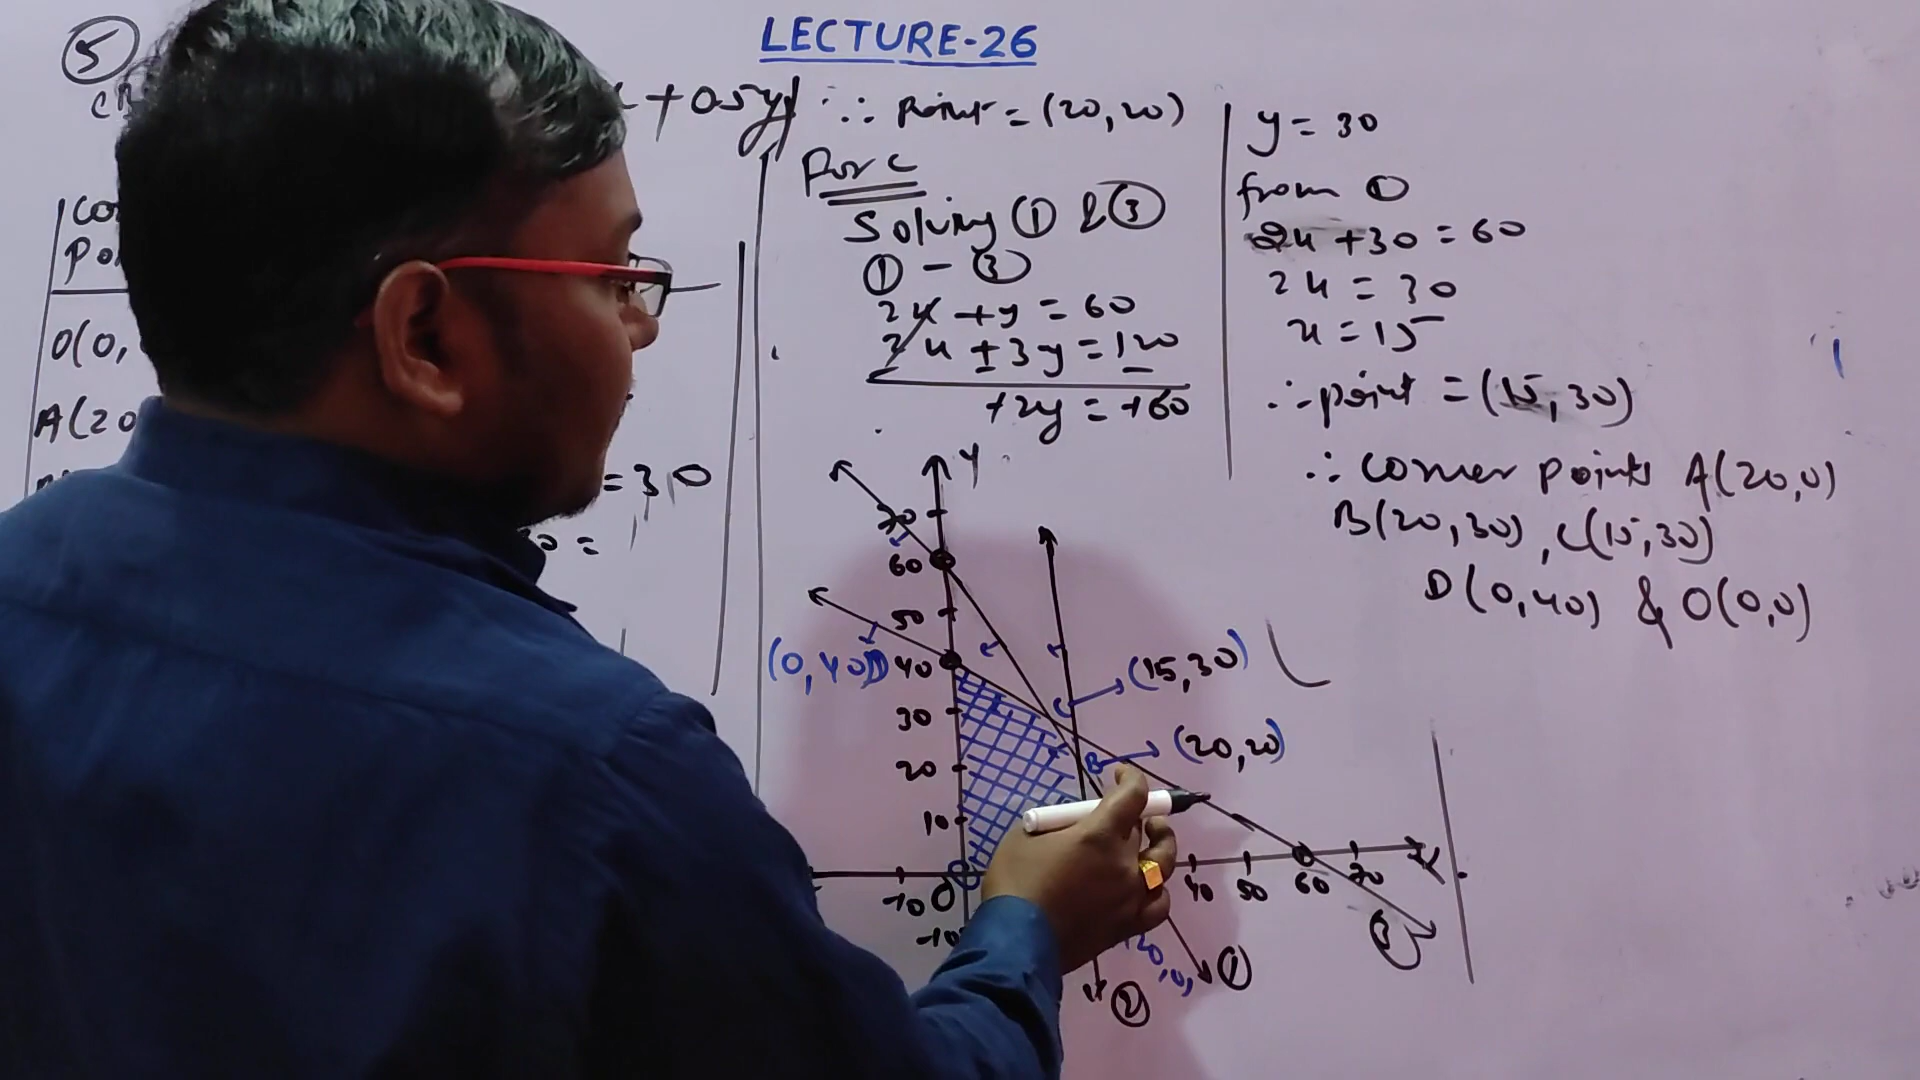 LECTURE-26
5
+ 0.5y
O(0,
A(20
= 30
∴ point = (20,20)
For C
Solving ① & ③
① - ③
2x + y = 60
2x + 3y = 120
+2y = +60
y = 30
from ①
2x + 30 = 60
2x = 30
x = 15
∴ point = (15,30)
∴ corner points A(20,0)
B(20,30), C(15,30)
D(0,40) & O(0,0)
Y
70
60
50
(0,40) D 40
30
20
10
-10 O
-10
C (15,30)
B (20,20)
40 50 60 70 X
①
②
③